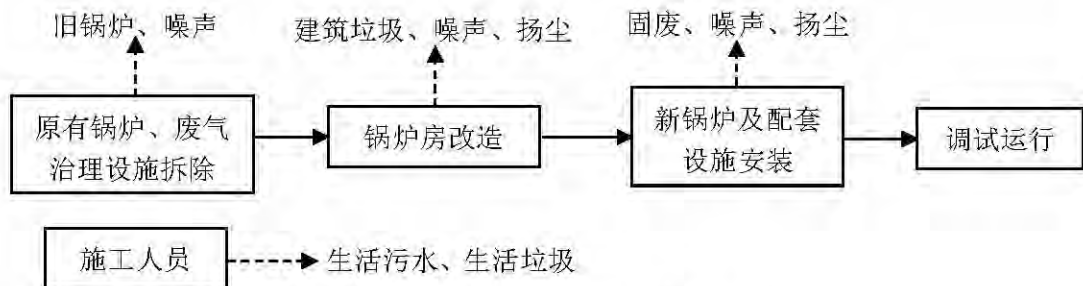 旧锅炉、噪声
建筑垃圾、噪声、扬尘
固废、噪声、扬尘
原有锅炉、废气
治理设施拆除
锅炉房改造
新锅炉及配套
设施安装
调试运行
施工人员
生活污水、生活垃圾